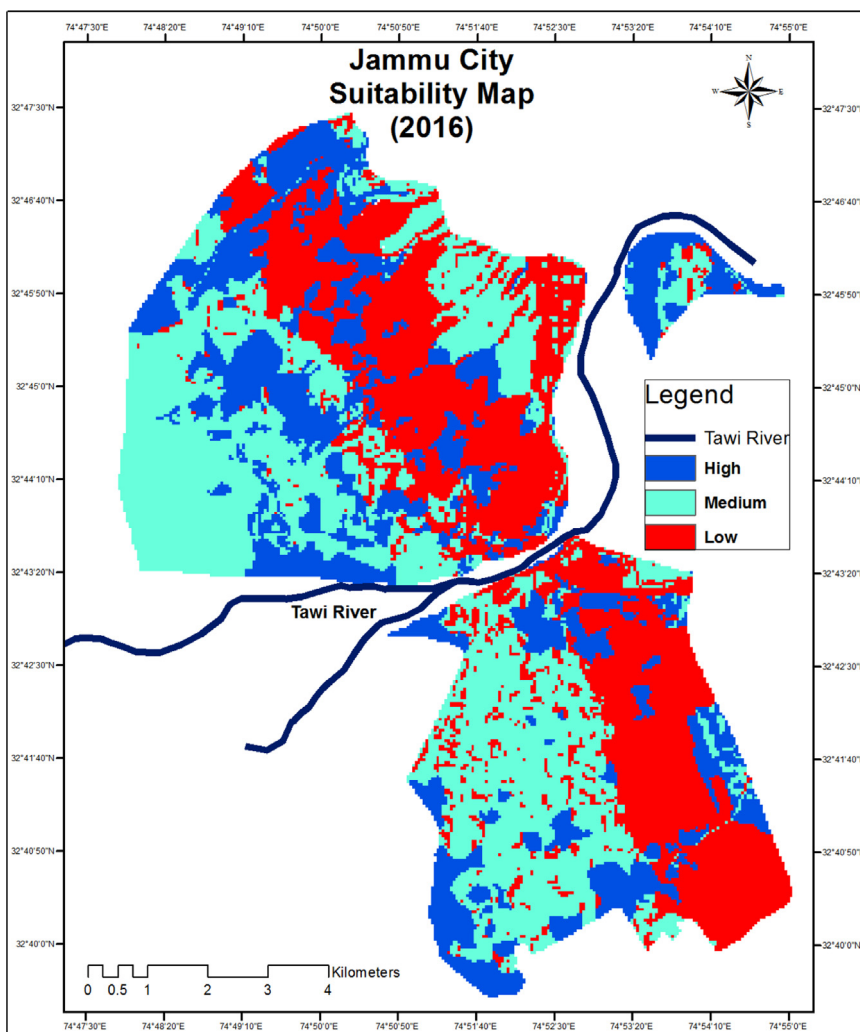 74°47'30"E 74°48'20"E 74°49'10"E 74°50'0"E 74°50'50"E 74°51'40"E 74°52'30"E 74°53'20"E 74°54'10"E 74°55'0"E
Jammu City
Suitability Map
(2016)
N
W E
S
32°47'30"N 32°47'30"N
32°46'40"N 32°46'40"N
32°45'50"N 32°45'50"N
32°45'0"N 32°45'0"N
Legend
Tawi River
High
32°44'10"N 32°44'10"N
Medium
Low
32°43'20"N 32°43'20"N
Tawi River
32°42'30"N 32°42'30"N
32°41'40"N 32°41'40"N
32°40'50"N 32°40'50"N
32°40'0"N 32°40'0"N
Kilometers
0 0.5 1 2 3 4
74°47'30"E 74°48'20"E 74°49'10"E 74°50'0"E 74°50'50"E 74°51'40"E 74°52'30"E 74°53'20"E 74°54'10"E 74°55'0"E